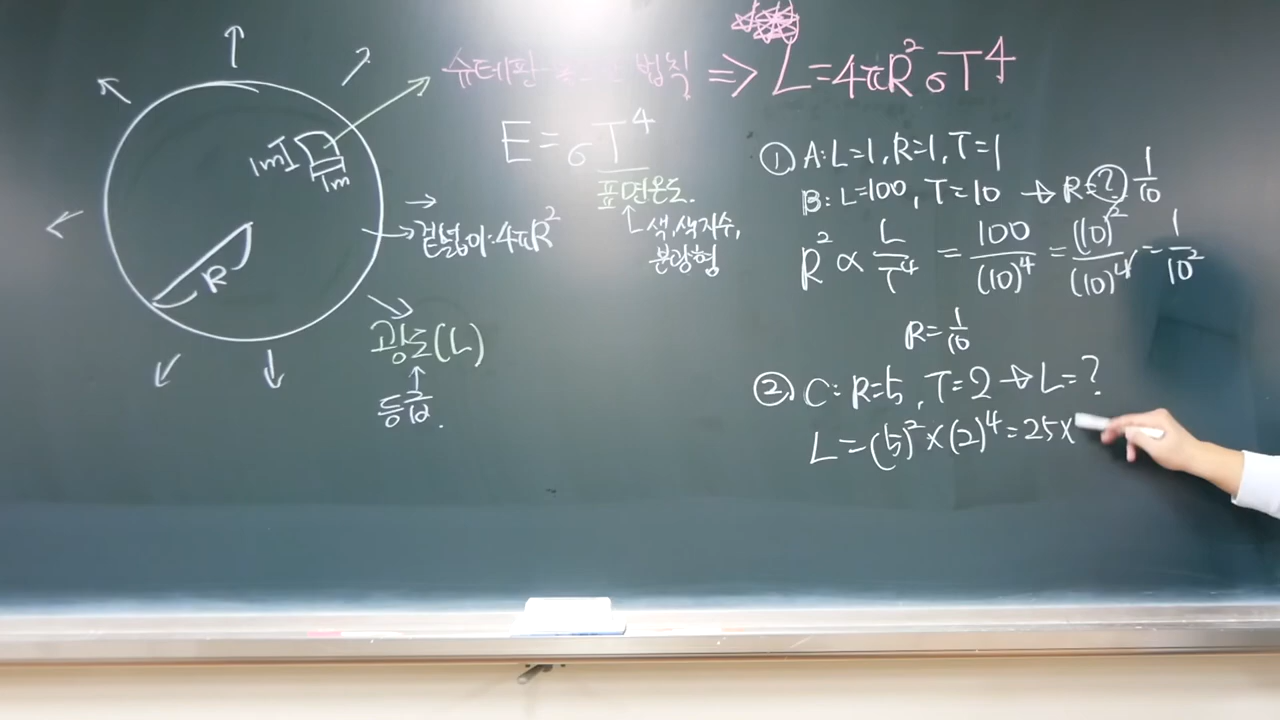 슈테판 법칙 ⇒ L=4πR²σT⁴
E=σT⁴
표면온도.
↑ 색, 색지수,
분광형
1m
1m
R
→겉넓이:4πR²
광도(L)
↑
등급.
① A:L=1, R=1, T=1
B: L=100, T=10 → R=? 1/10
R² ∝ L/T⁴ = 100/(10)⁴ = (10)²/(10)⁴ = 1/10²
R=1/10
② C: R=5, T=2 → L=?
L=(5)²×(2)⁴=25×